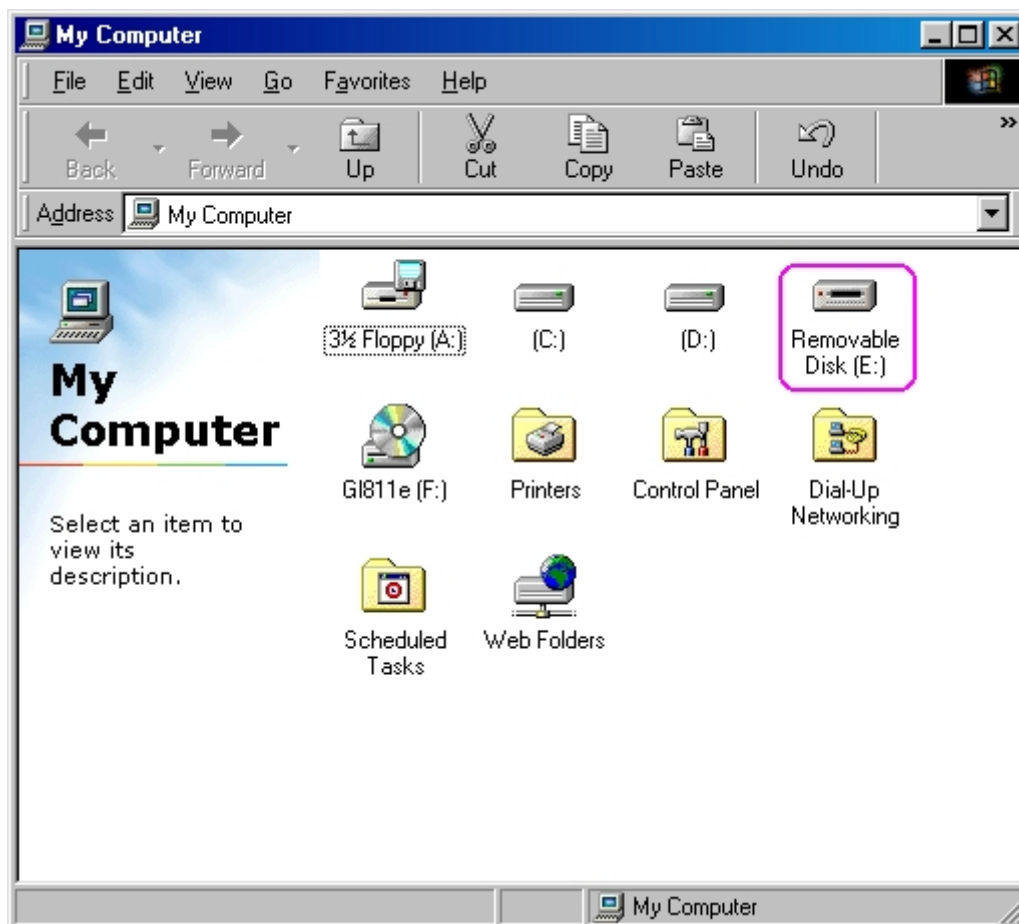 My Computer
File Edit View Go Favorites Help
Back Forward Up Cut Copy Paste Undo »
Address My Computer
3½ Floppy (A:) (C:) (D:) Removable
Disk (E:)
My
Computer
GI811e (F:) Printers Control Panel Dial-Up
Networking
Select an item to
view its
description.
Scheduled
Tasks
Web Folders
My Computer